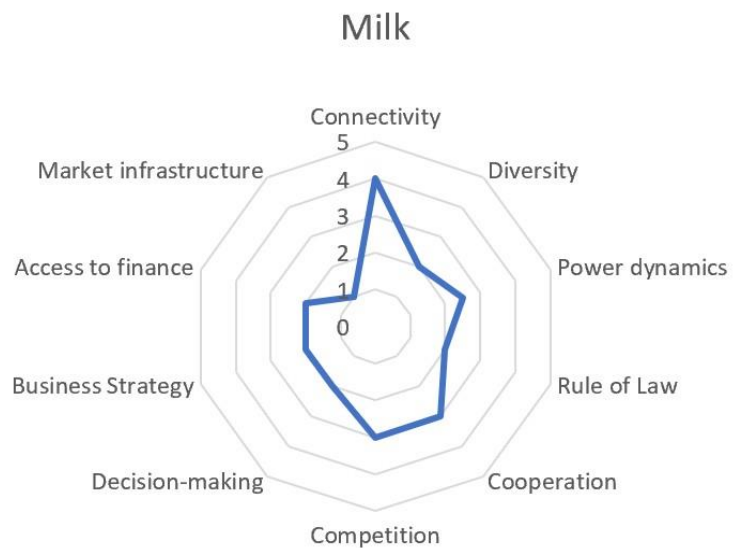 Milk
Connectivity
5
Market infrastructure
Diversity
4
3
Access to finance
Power dynamics
2
1
0
Business Strategy
Rule of Law
Decision-making
Cooperation
Competition